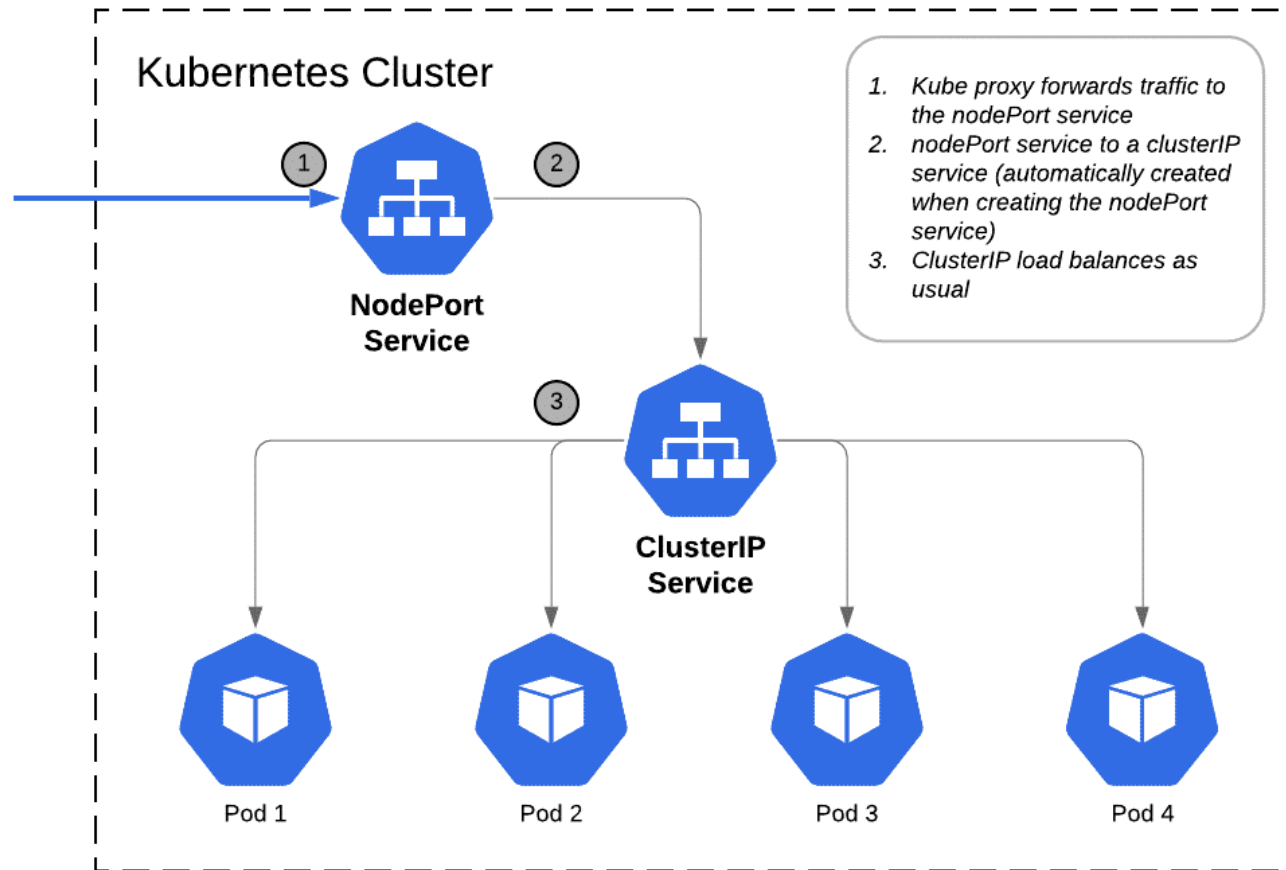 Kubernetes Cluster
1. Kube proxy forwards traffic to
the nodePort service
2. nodePort service to a clusterIP
service (automatically created
when creating the nodePort
service)
3. ClusterIP load balances as
usual
1
2
NodePort
Service
3
ClusterIP
Service
Pod 1
Pod 2
Pod 3
Pod 4